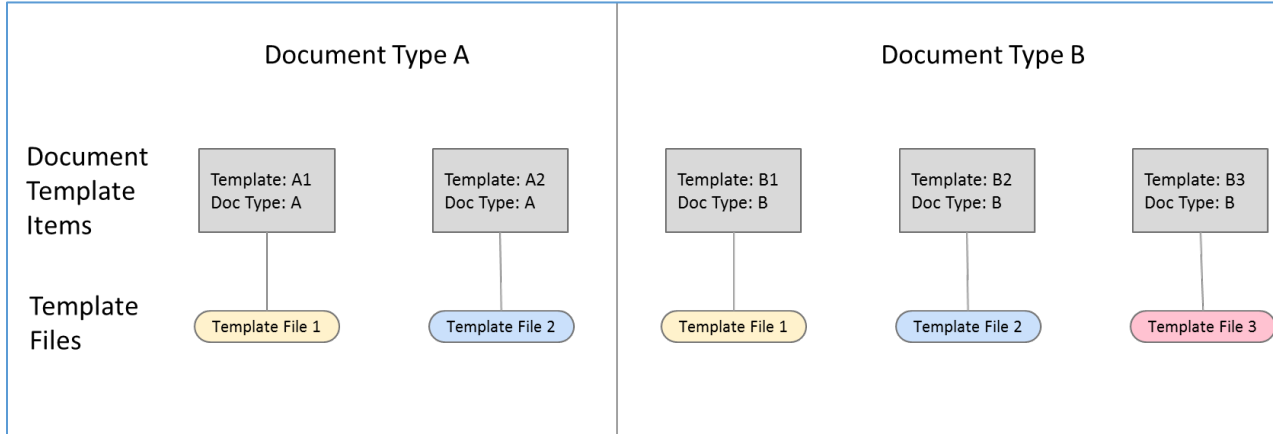 Document Type A
Document Type B
Document
Template
Items
Template: A1
Doc Type: A
Template: A2
Doc Type: A
Template: B1
Doc Type: B
Template: B2
Doc Type: B
Template: B3
Doc Type: B
Template
Files
Template File 1
Template File 2
Template File 1
Template File 2
Template File 3